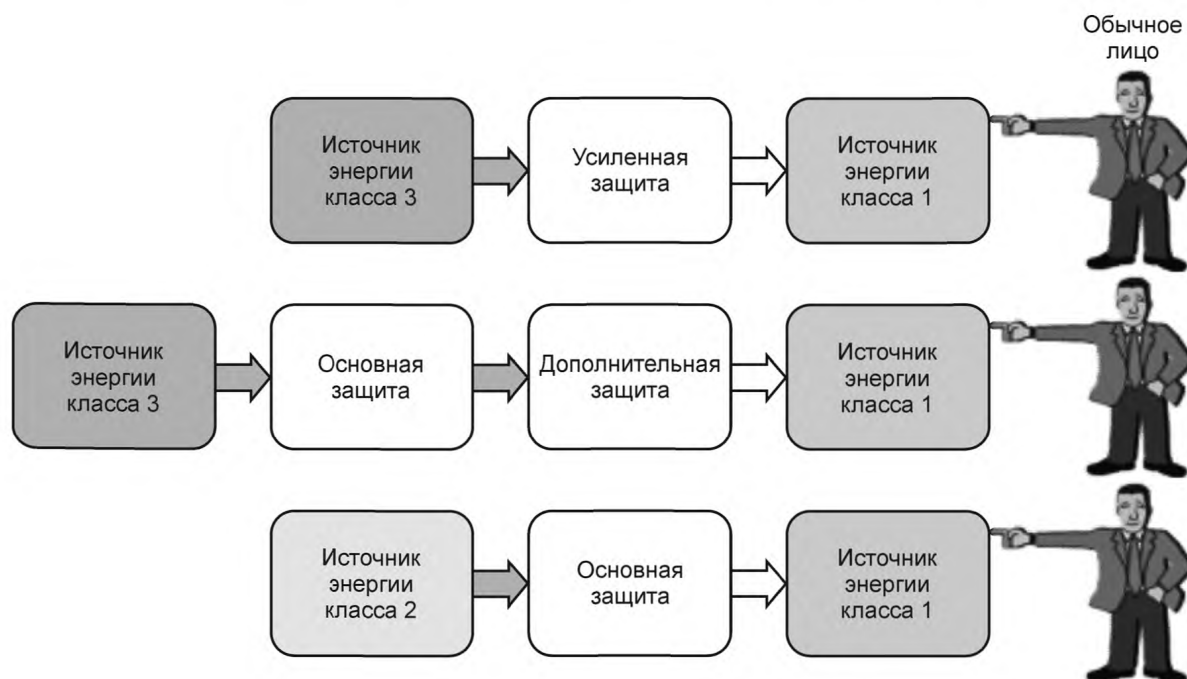 Обычное
лицо
Источник
энергии
класса 3
Усиленная
защита
Источник
энергии
класса 1
Источник
энергии
класса 3
Основная
защита
Дополнительная
защита
Источник
энергии
класса 1
Источник
энергии
класса 2
Основная
защита
Источник
энергии
класса 1